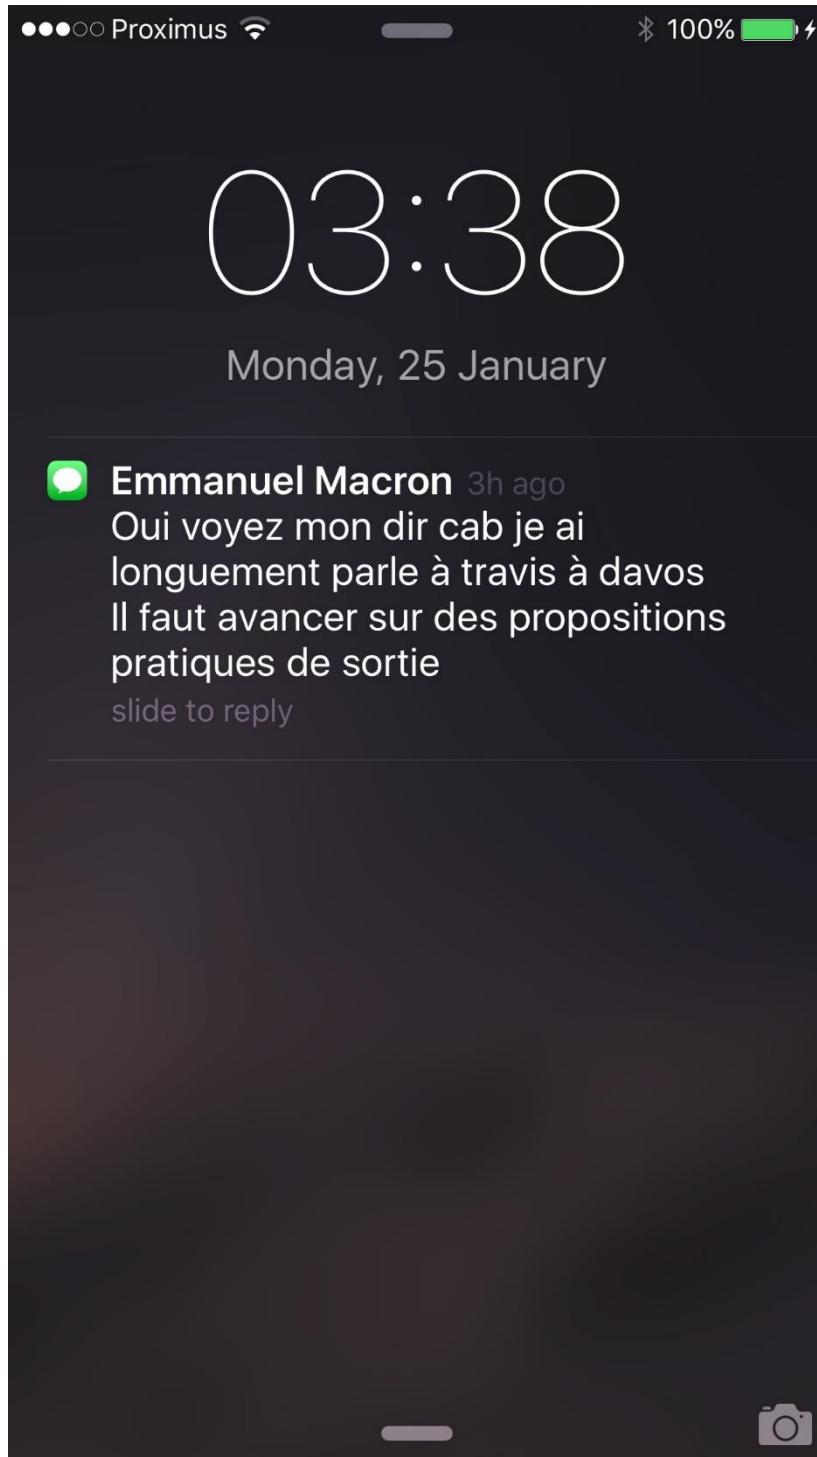 Proximus 100%
03:38
Monday, 25 January
Emmanuel Macron 3h ago
Oui voyez mon dir cab je ai
longuement parle à travis à davos
Il faut avancer sur des propositions
pratiques de sortie
slide to reply